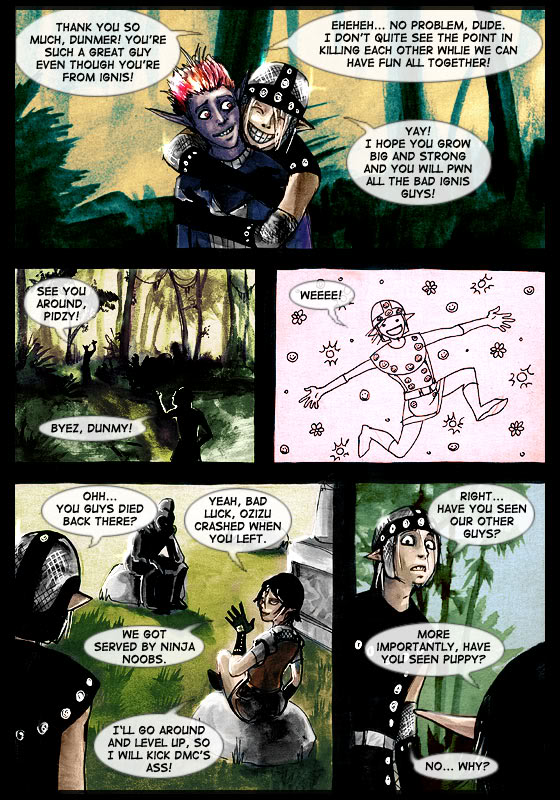 THANK YOU SO
MUCH, DUNMER! YOU'RE
SUCH A GREAT GUY
EVEN THOUGH YOU'RE
FROM IGNIS!
EHEHEH... NO PROBLEM, DUDE.
I DON'T QUITE SEE THE POINT IN
KILLING EACH OTHER WHLIE WE CAN
HAVE FUN ALL TOGETHER!
YAY!
I HOPE YOU GROW
BIG AND STRONG
AND YOU WILL PWN
ALL THE BAD IGNIS
GUYS!
SEE YOU
AROUND,
PIDZY!
BYEZ, DUNMY!
WEEEE!
OHH...
YOU GUYS DIED
BACK THERE?
YEAH, BAD
LUCK, OZIZU
CRASHED WHEN
YOU LEFT.
WE GOT
SERVED BY NINJA
NOOBS.
I'LL GO AROUND
AND LEVEL UP, SO
I WILL KICK DMC'S
ASS!
RIGHT...
HAVE YOU SEEN
OUR OTHER
GUYS?
MORE
IMPORTANTLY, HAVE
YOU SEEN PUPPY?
NO... WHY?